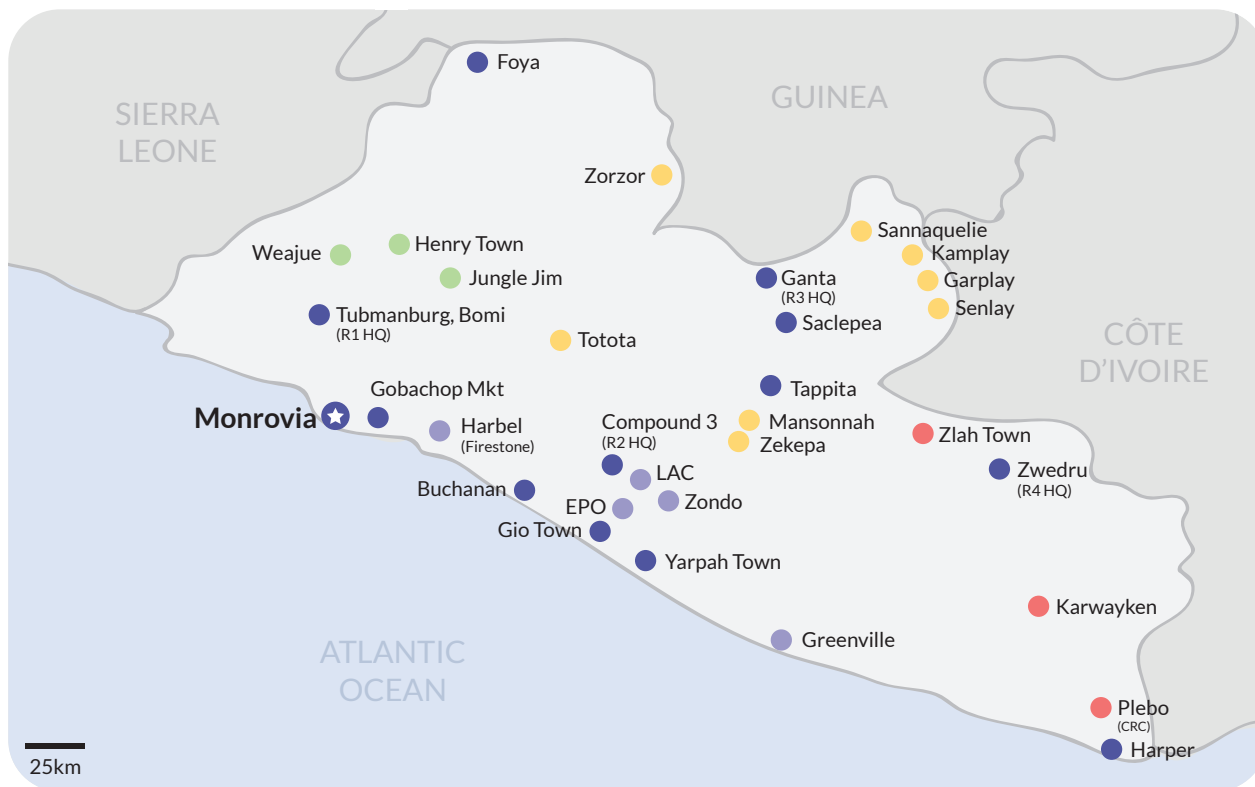 Foya
SIERRA
LEONE
GUINEA
Zorzor
Sannaquelie
Henry Town
Weajue
Kamplay
Jungle Jim
Ganta
(R3 HQ)
Garplay
Senlay
Tubmanburg, Bomi
(R1 HQ)
Saclepea
Totota
CÔTE
D'IVOIRE
Gobachop Mkt
Tappita
Monrovia
Harbel
(Firestone)
Compound 3
(R2 HQ)
Mansonnah
Zekepa
Zlah Town
Zwedru
(R4 HQ)
LAC
Buchanan
EPO
Zondo
Gio Town
Yarpah Town
Karwayken
Greenville
ATLANTIC
OCEAN
Plebo
(CRC)
Harper
25km